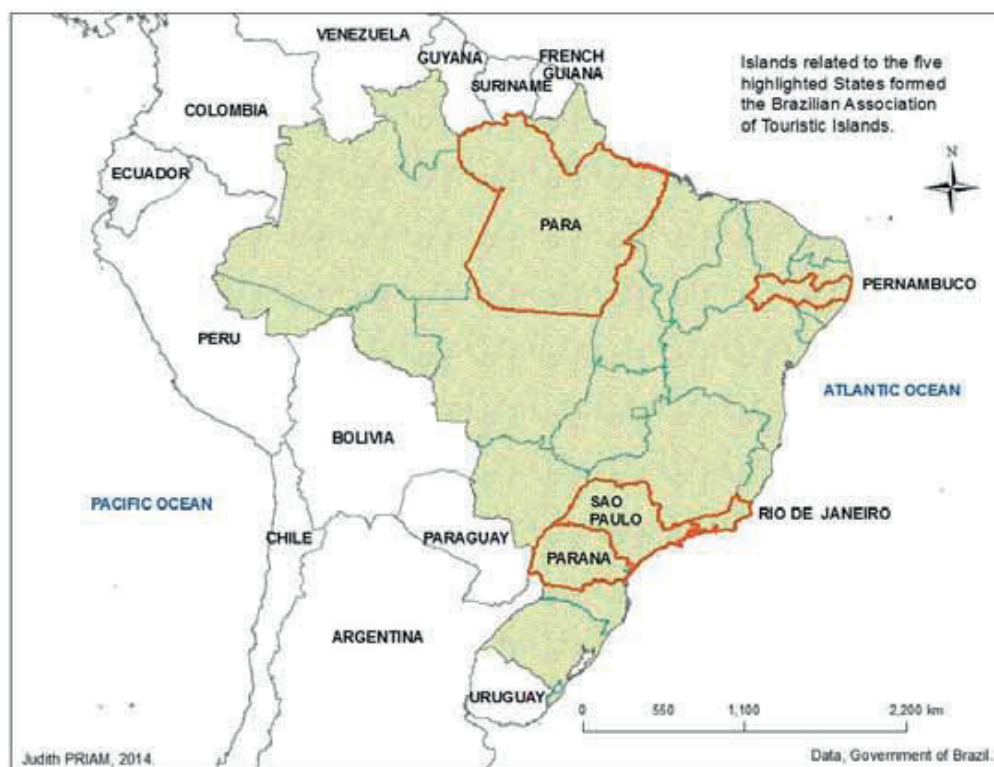 VENEZUELA
GUYANA
FRENCH
GUIANA
SURINAME
Islands related to the five
highlighted States formed
the Brazilian Association
of Touristic Islands.
COLOMBIA
N
ECUADOR
PARA
PERNAMBUCO
PERU
ATLANTIC OCEAN
BOLIVIA
PACIFIC OCEAN
SAO
PAULO
RIO DE JANEIRO
CHILE
PARAGUAY
PARANA
ARGENTINA
URUGUAY
0 550 1,100 2,200 km
Judith PRIAM, 2014.
Data, Government of Brazil.